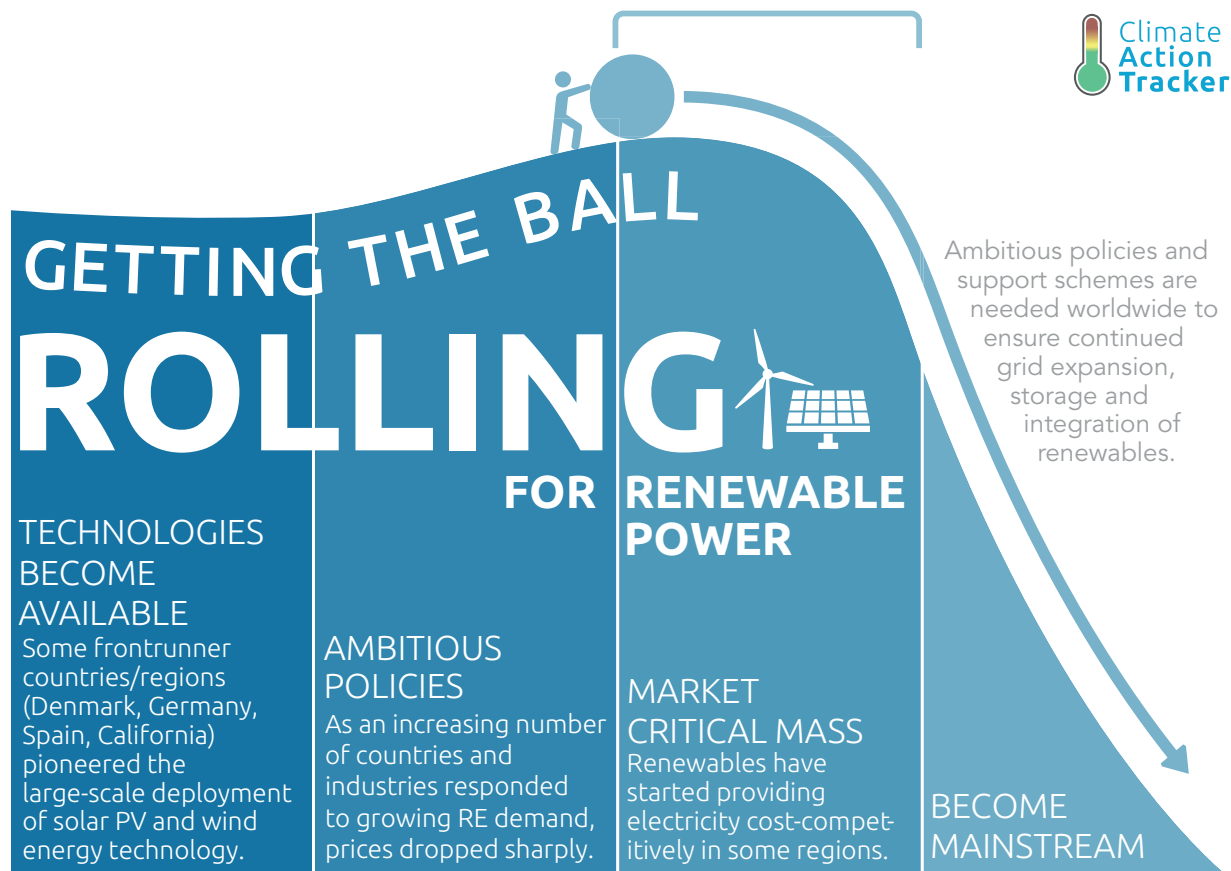 Climate
Action
Tracker
GETTING THE BALL
ROLLING
FOR RENEWABLE
POWER
TECHNOLOGIES
BECOME
AVAILABLE
Some frontrunner
countries/regions
(Denmark, Germany,
Spain, California)
pioneered the
large-scale deployment
of solar PV and wind
energy technology.
AMBITIOUS
POLICIES
As an increasing number
of countries and
industries responded
to growing RE demand,
prices dropped sharply.
MARKET
CRITICAL MASS
Renewables have
started providing
electricity cost-compet-
itively in some regions.
BECOME
MAINSTREAM
Ambitious policies and
support schemes are
needed worldwide to
ensure continued
grid expansion,
storage and
integration of
renewables.